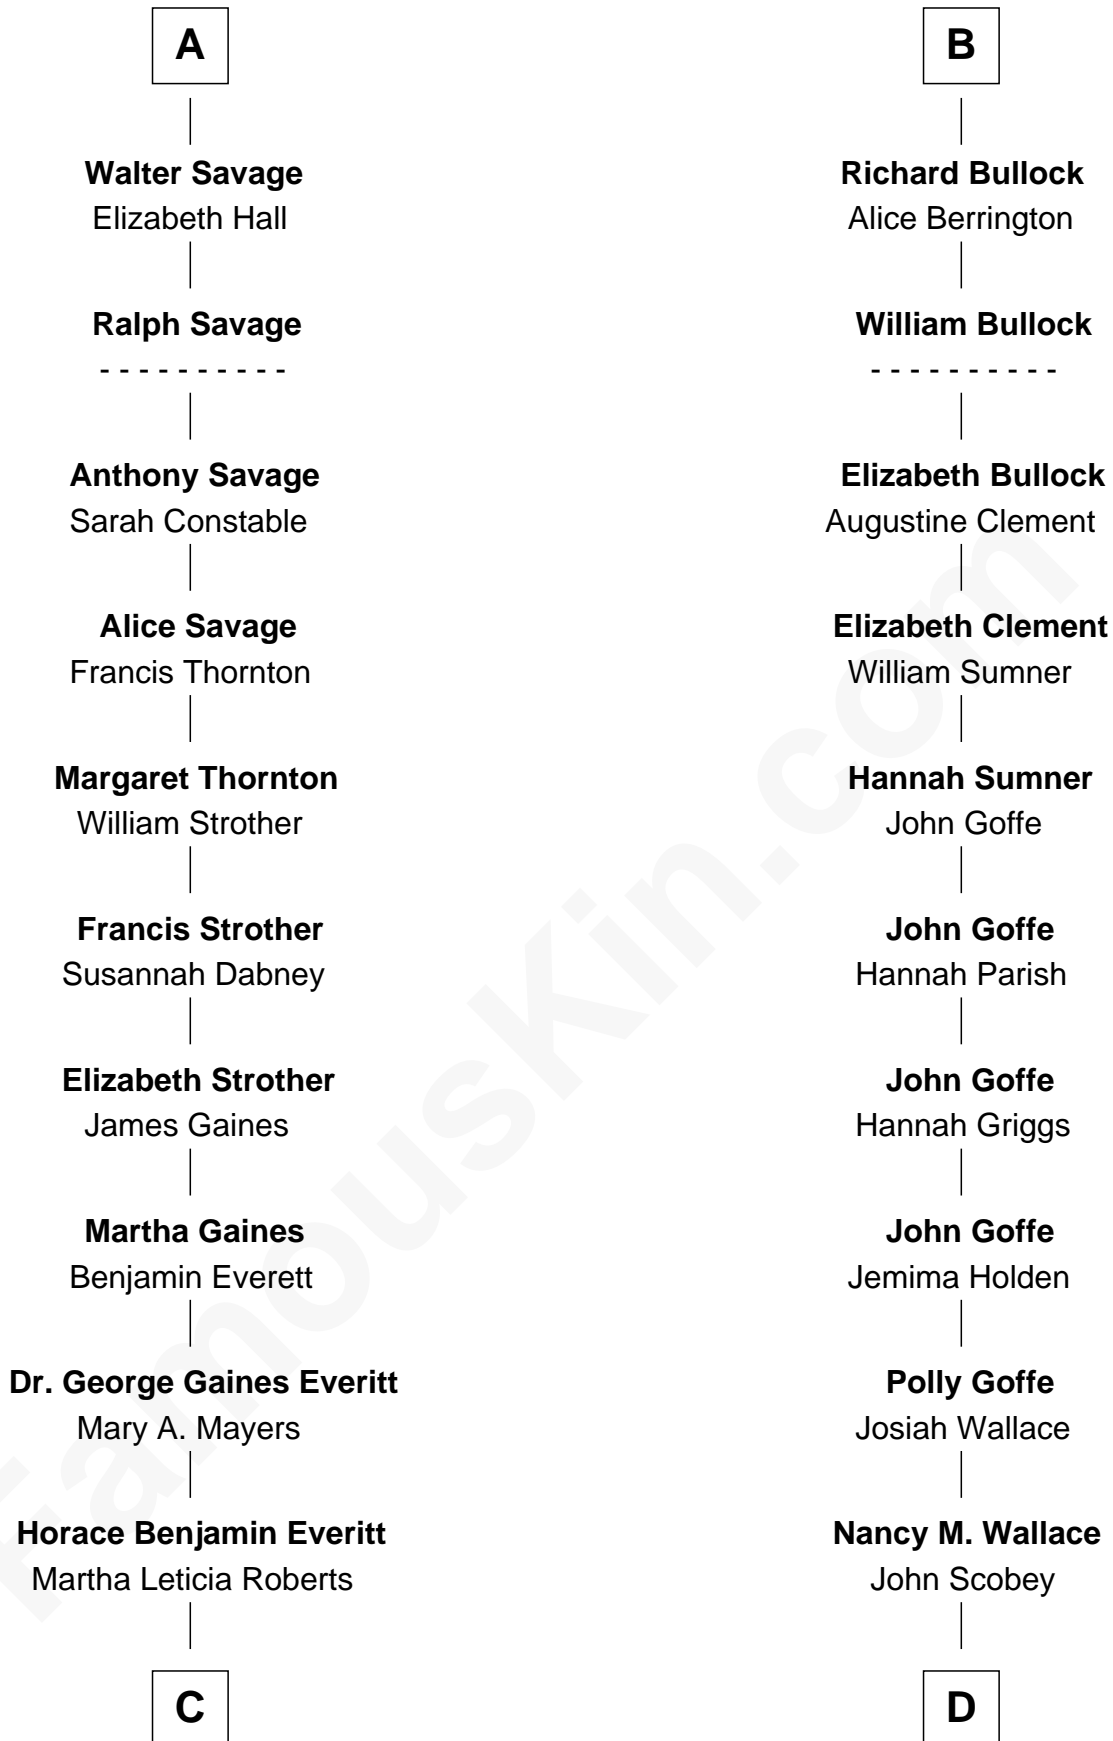 A
Walter Savage
Elizabeth Hall
Ralph Savage
- - - - - - - - - -
Anthony Savage
Sarah Constable
Alice Savage
Francis Thornton
Margaret Thornton
William Strother
Francis Strother
Susannah Dabney
Elizabeth Strother
James Gaines
Martha Gaines
Benjamin Everett
Dr. George Gaines Everitt
Mary A. Mayers
Horace Benjamin Everitt
Martha Leticia Roberts
C
B
Richard Bullock
Alice Berrington
William Bullock
- - - - - - - - - -
Elizabeth Bullock
Augustine Clement
Elizabeth Clement
William Sumner
Hannah Sumner
John Goffe
John Goffe
Hannah Parish
John Goffe
Hannah Griggs
John Goffe
Jemima Holden
Polly Goffe
Josiah Wallace
Nancy M. Wallace
John Scobey
D
FamousKin.com